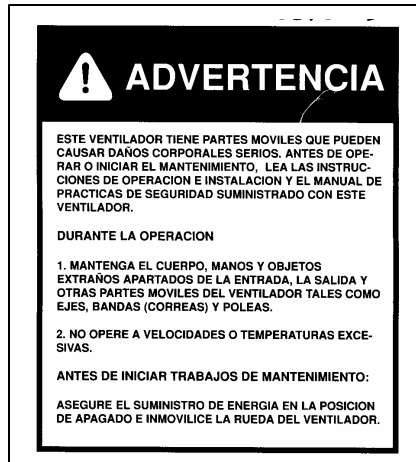 ADVERTENCIA
ESTE VENTILADOR TIENE PARTES MOVILES QUE PUEDEN
CAUSAR DAÑOS CORPORALES SERIOS. ANTES DE OPE-
RAR O INICIAR EL MANTENIMIENTO, LEA LAS INSTRUC-
CIONES DE OPERACION E INSTALACION Y EL MANUAL DE
PRACTICAS DE SEGURIDAD SUMINISTRADO CON ESTE
VENTILADOR.
DURANTE LA OPERACION
1. MANTENGA EL CUERPO, MANOS Y OBJETOS
EXTRAÑOS APARTADOS DE LA ENTRADA, LA SALIDA Y
OTRAS PARTES MOVILES DEL VENTILADOR TALES COMO
EJES, BANDAS (CORREAS) Y POLEAS.
2. NO OPERE A VELOCIDADES O TEMPERATURAS EXCE-
SIVAS.
ANTES DE INICIAR TRABAJOS DE MANTENIMIENTO:
ASEGURE EL SUMINISTRO DE ENERGIA EN LA POSICION
DE APAGADO E INMOVILICE LA RUEDA DEL VENTILADOR.